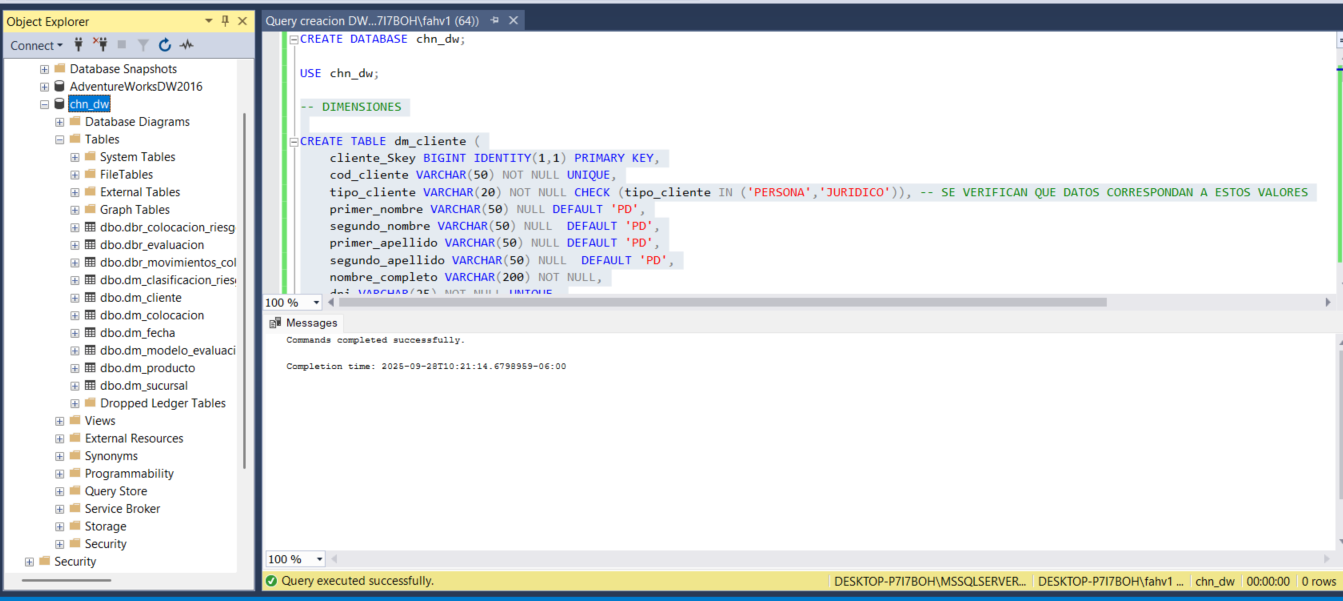 Object Explorer
Connect
Database Snapshots
AdventureWorksDW2016
chn_dw
Database Diagrams
Tables
System Tables
FileTables
External Tables
Graph Tables
dbo.dbr_colocacion_riesg
dbo.dbr_evaluacion
dbo.dbr_movimientos_col
dbo.dm_clasificacion_ries
dbo.dm_cliente
dbo.dm_colocacion
dbo.dm_fecha
dbo.dm_modelo_evaluaci
dbo.dm_producto
dbo.dm_sucursal
Dropped Ledger Tables
Views
External Resources
Synonyms
Programmability
Query Store
Service Broker
Storage
Security
Security
Query creacion DW...7I7BOH\fahv1 (64))
CREATE DATABASE chn_dw;
USE chn_dw;
-- DIMENSIONES
CREATE TABLE dm_cliente (
cliente_Skey BIGINT IDENTITY(1,1) PRIMARY KEY,
cod_cliente VARCHAR(50) NOT NULL UNIQUE,
tipo_cliente VARCHAR(20) NOT NULL CHECK (tipo_cliente IN ('PERSONA','JURIDICO')), -- SE VERIFICAN QUE DATOS CORRESPONDAN A ESTOS VALORES
primer_nombre VARCHAR(50) NULL DEFAULT 'PD',
segundo_nombre VARCHAR(50) NULL DEFAULT 'PD',
primer_apellido VARCHAR(50) NULL DEFAULT 'PD',
segundo_apellido VARCHAR(50) NULL DEFAULT 'PD',
nombre_completo VARCHAR(200) NOT NULL,
dpi VARCHAR(25) NOT NULL UNIQUE,
100 %
Messages
Commands completed successfully.
Completion time: 2025-09-28T10:21:14.6798959-06:00
100 %
Query executed successfully.
DESKTOP-P7I7BOH\MSSQLSERVER... DESKTOP-P7I7BOH\fahv1 ... chn_dw 00:00:00 0 rows